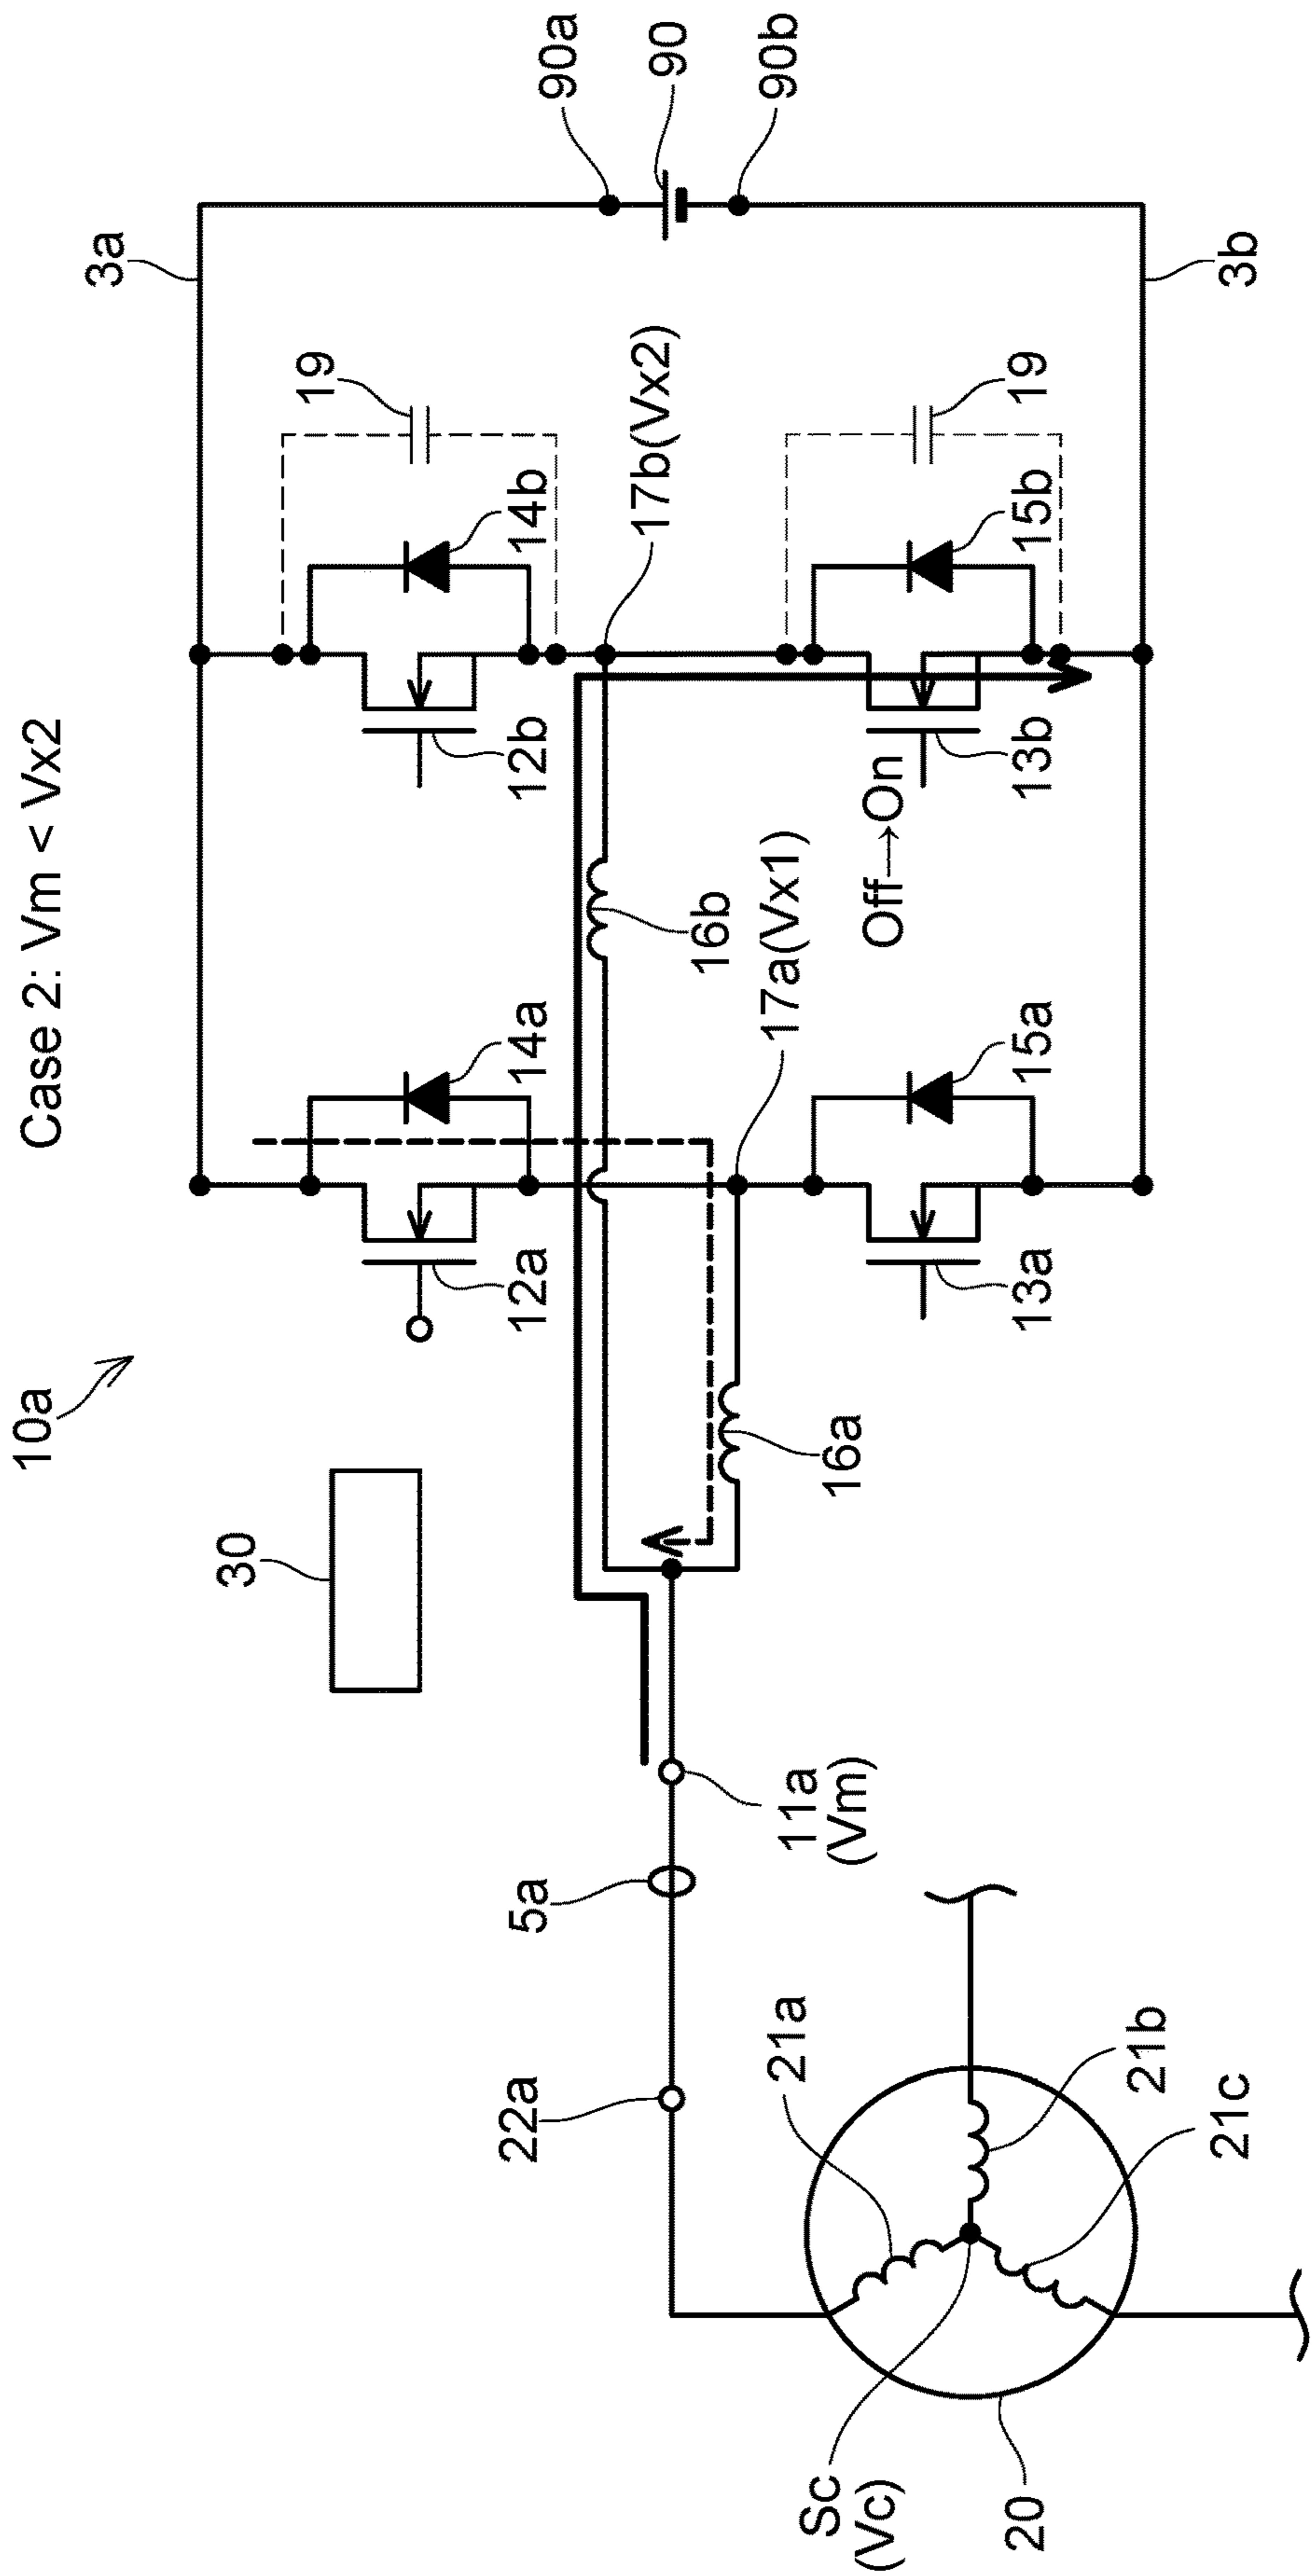 Case 2: Vm < Vx2
10a
3a
90a
90
90b
3b
30
19
14b
12b
14a
12a
17b(Vx2)
16b
16a
17a(Vx1)
19
15b
13b
Off→On
15a
13a
5a
11a
(Vm)
22a
21a
21b
21c
Sc
(Vc)
20